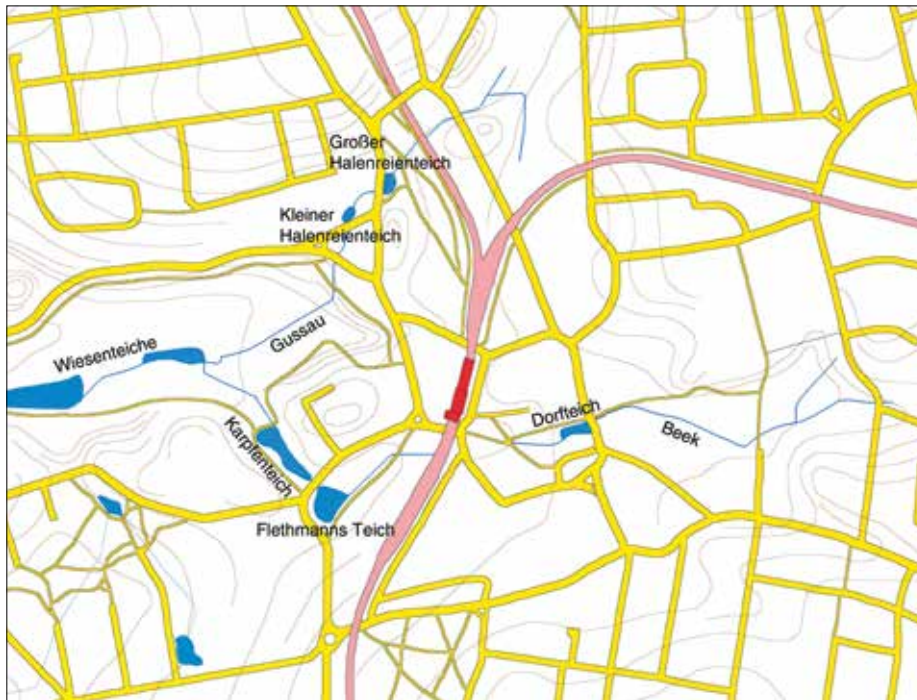 Großer
Halenreienteich
Kleiner
Halenreienteich
Gussau
Wiesenteiche
Dorfteich
Beek
Karpfenteich
Flethmanns Teich